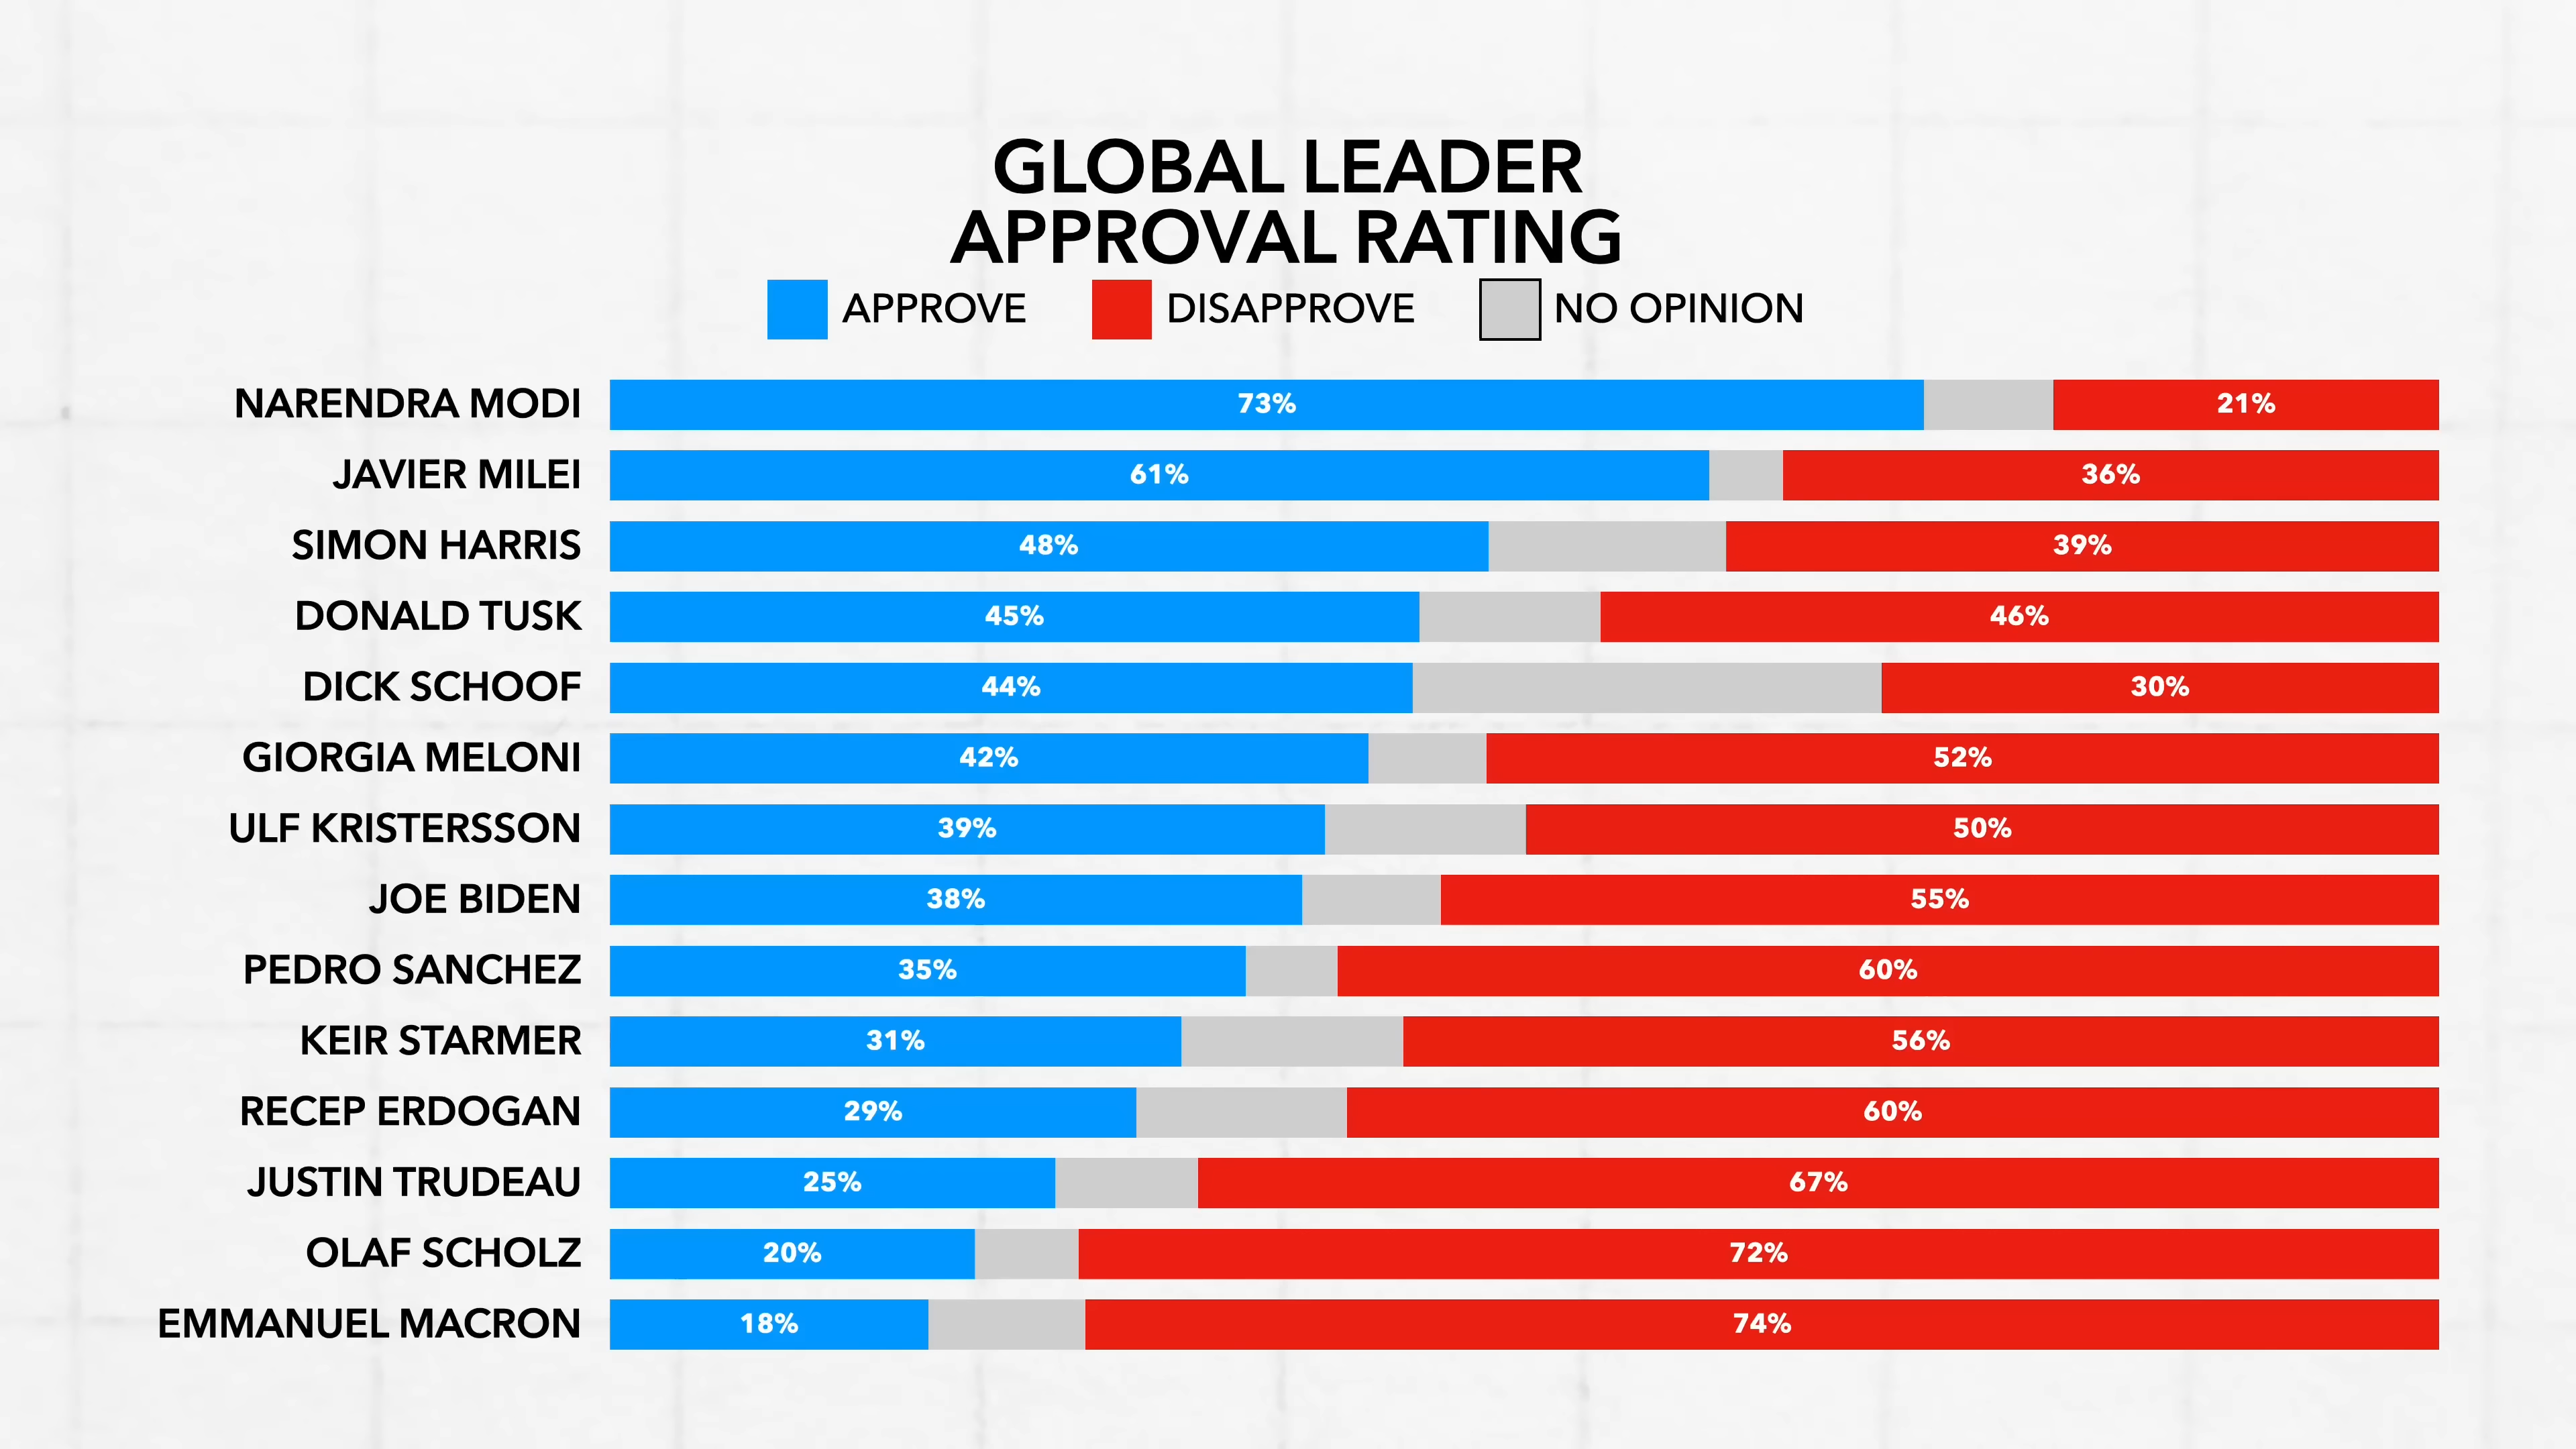 GLOBAL LEADER
APPROVAL RATING
APPROVE DISAPPROVE NO OPINION
NARENDRA MODI 73% 21%
JAVIER MILEI 61% 36%
SIMON HARRIS 48% 39%
DONALD TUSK 45% 46%
DICK SCHOOF 44% 30%
GIORGIA MELONI 42% 52%
ULF KRISTERSSON 39% 50%
JOE BIDEN 38% 55%
PEDRO SANCHEZ 35% 60%
KEIR STARMER 31% 56%
RECEP ERDOGAN 29% 60%
JUSTIN TRUDEAU 25% 67%
OLAF SCHOLZ 20% 72%
EMMANUEL MACRON 18% 74%